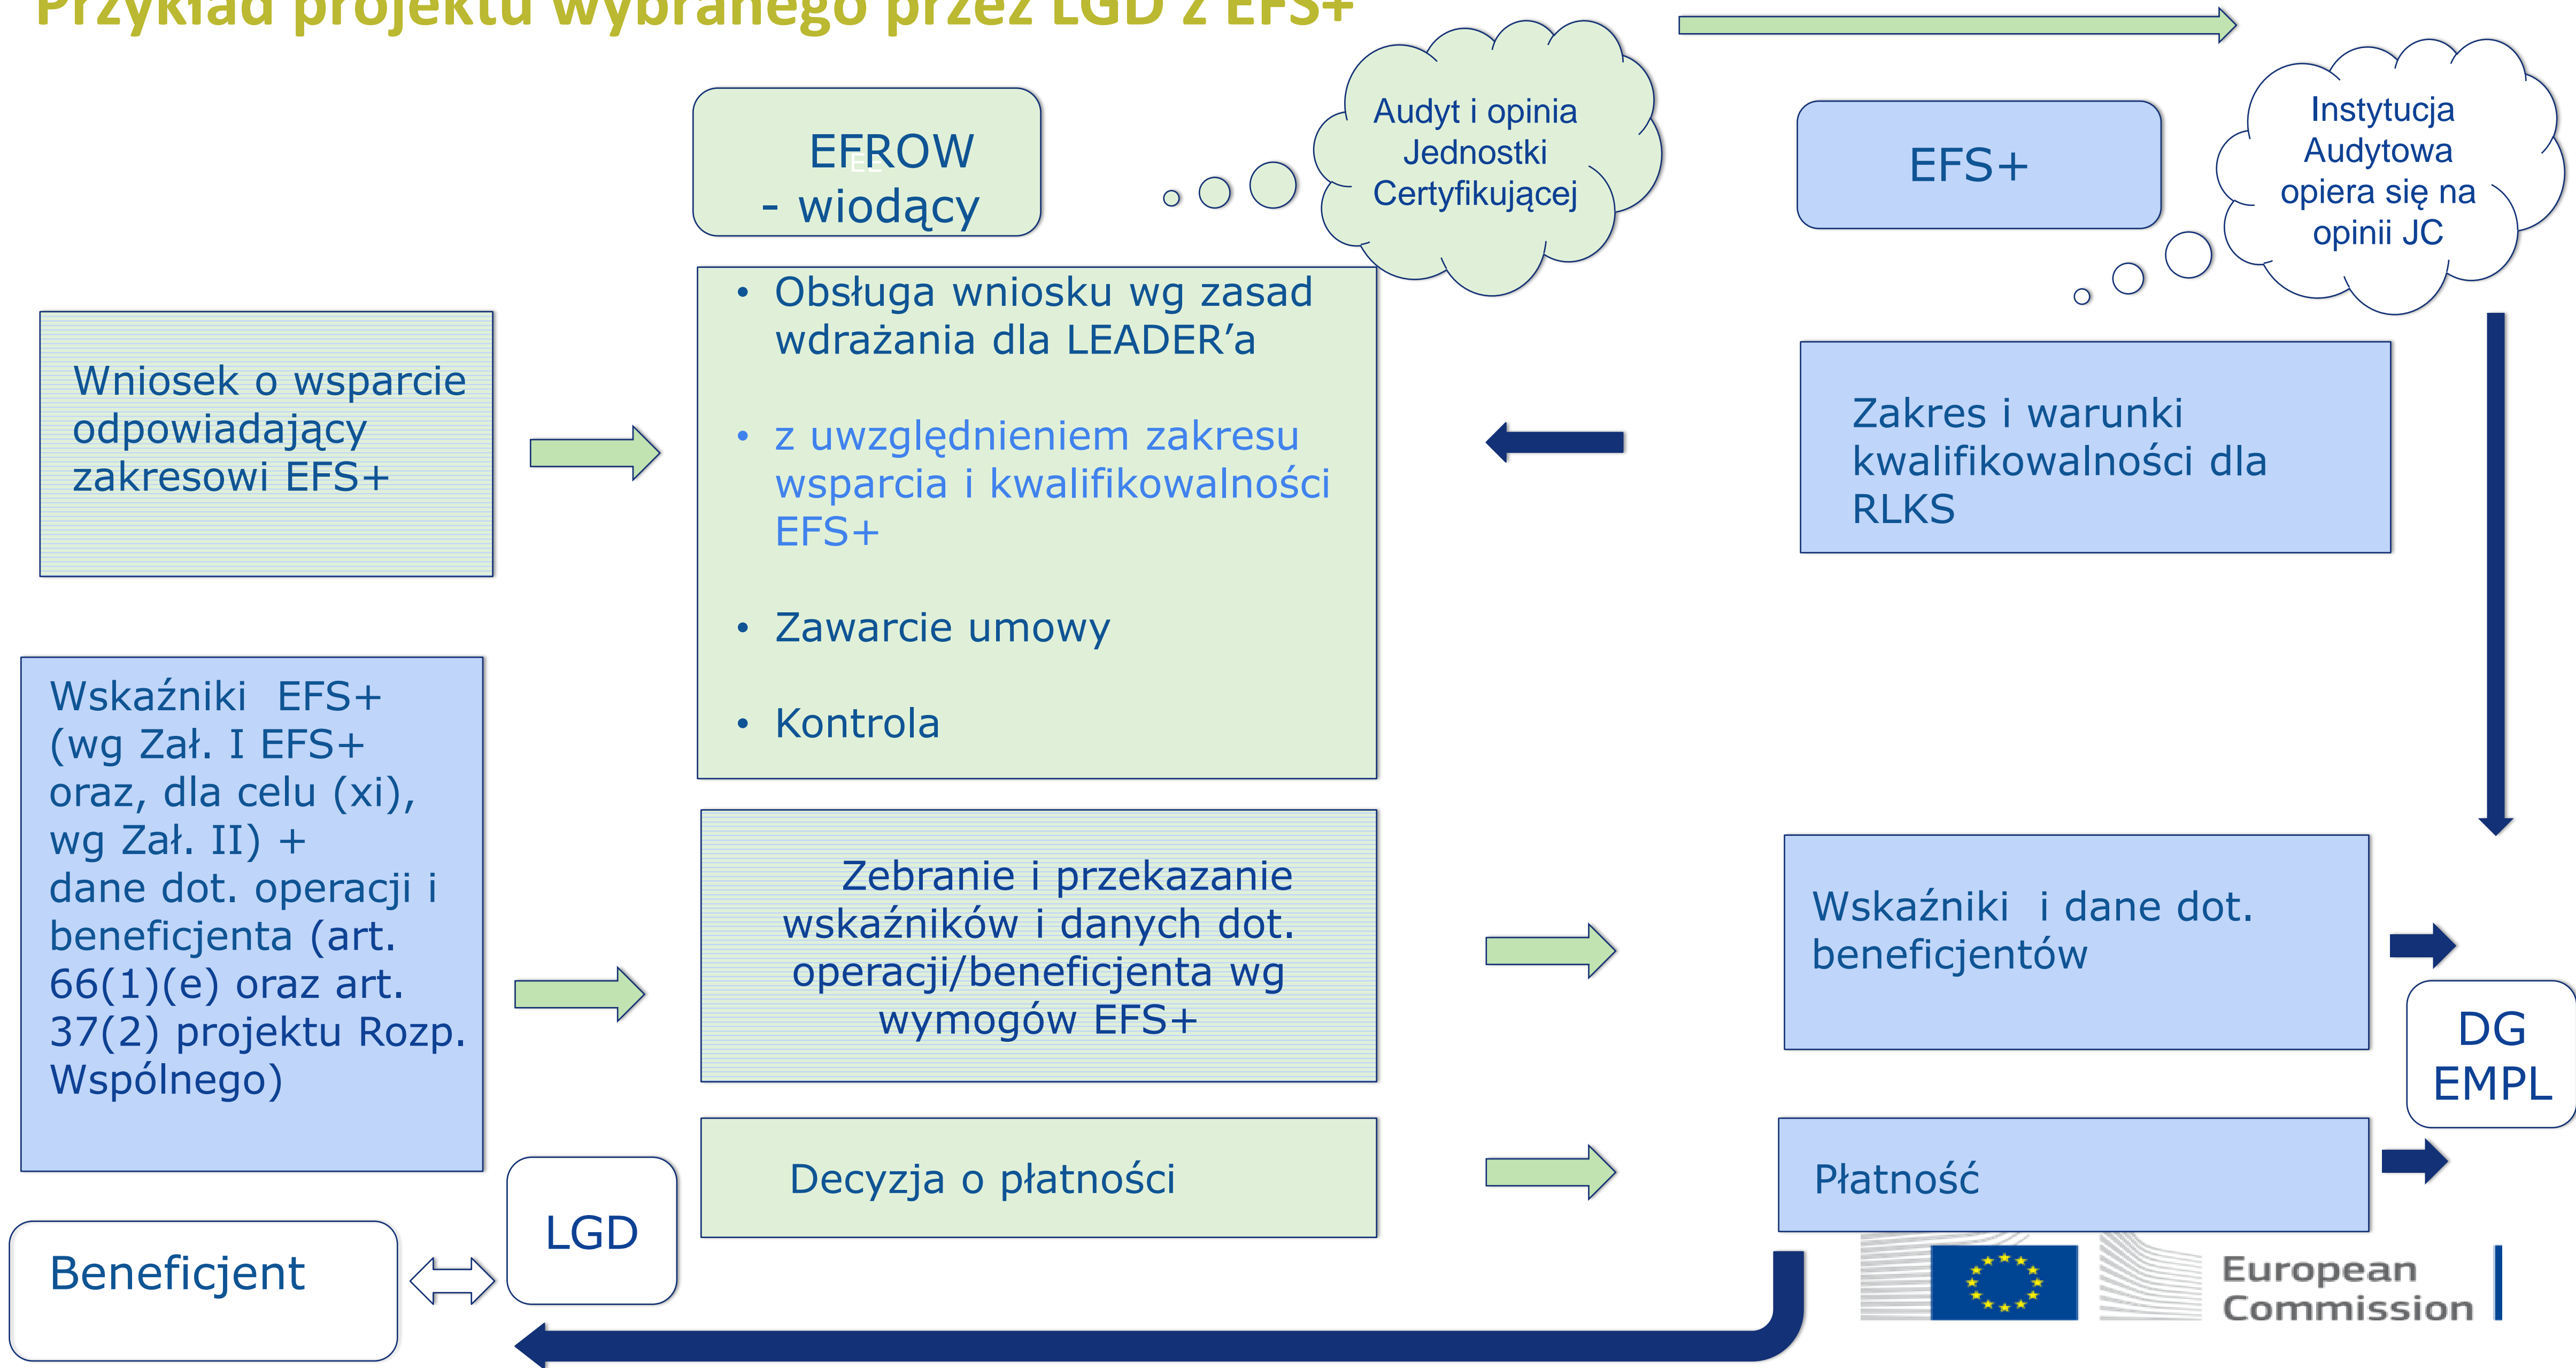 Przykład projektu wybranego przez LGD z EFS+
EFROW
- wiodący
Audyt i opinia
Jednostki
Certyfikującej
EFS+
Instytucja
Audytowa
opiera się na
opinii JC
Wniosek o wsparcie
odpowiadający
zakresowi EFS+
• Obsługa wniosku wg zasad
wdrażania dla LEADER’a
• z uwzględnieniem zakresu
wsparcia i kwalifikowalności
EFS+
• Zawarcie umowy
• Kontrola
Zakres i warunki
kwalifikowalności dla
RLKS
Wskaźniki EFS+
(wg Zał. I EFS+
oraz, dla celu (xi),
wg Zał. II) +
dane dot. operacji i
beneficjenta (art.
66(1)(e) oraz art.
37(2) projektu Rozp.
Wspólnego)
Zebranie i przekazanie
wskaźników i danych dot.
operacji/beneficjenta wg
wymogów EFS+
Wskaźniki i dane dot.
beneficjentów
DG
EMPL
Decyzja o płatności
Płatność
LGD
Beneficjent
European
Commission